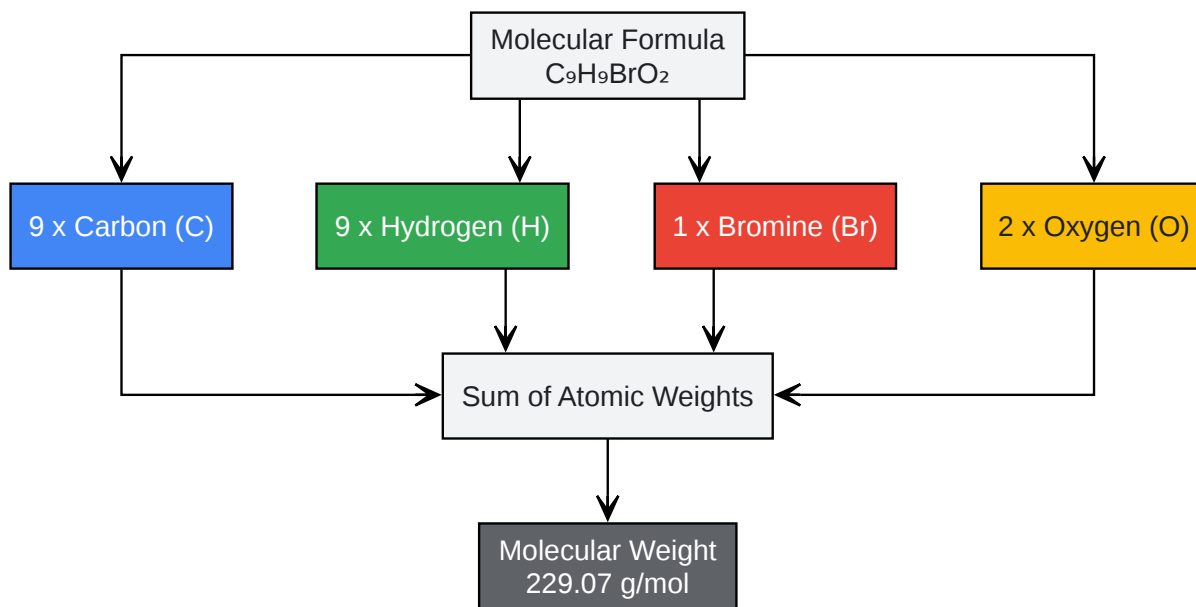 Molecular Formula
C₉H₉BrO₂
9 x Carbon (C)
9 x Hydrogen (H)
1 x Bromine (Br)
2 x Oxygen (O)
Sum of Atomic Weights
Molecular Weight
229.07 g/mol